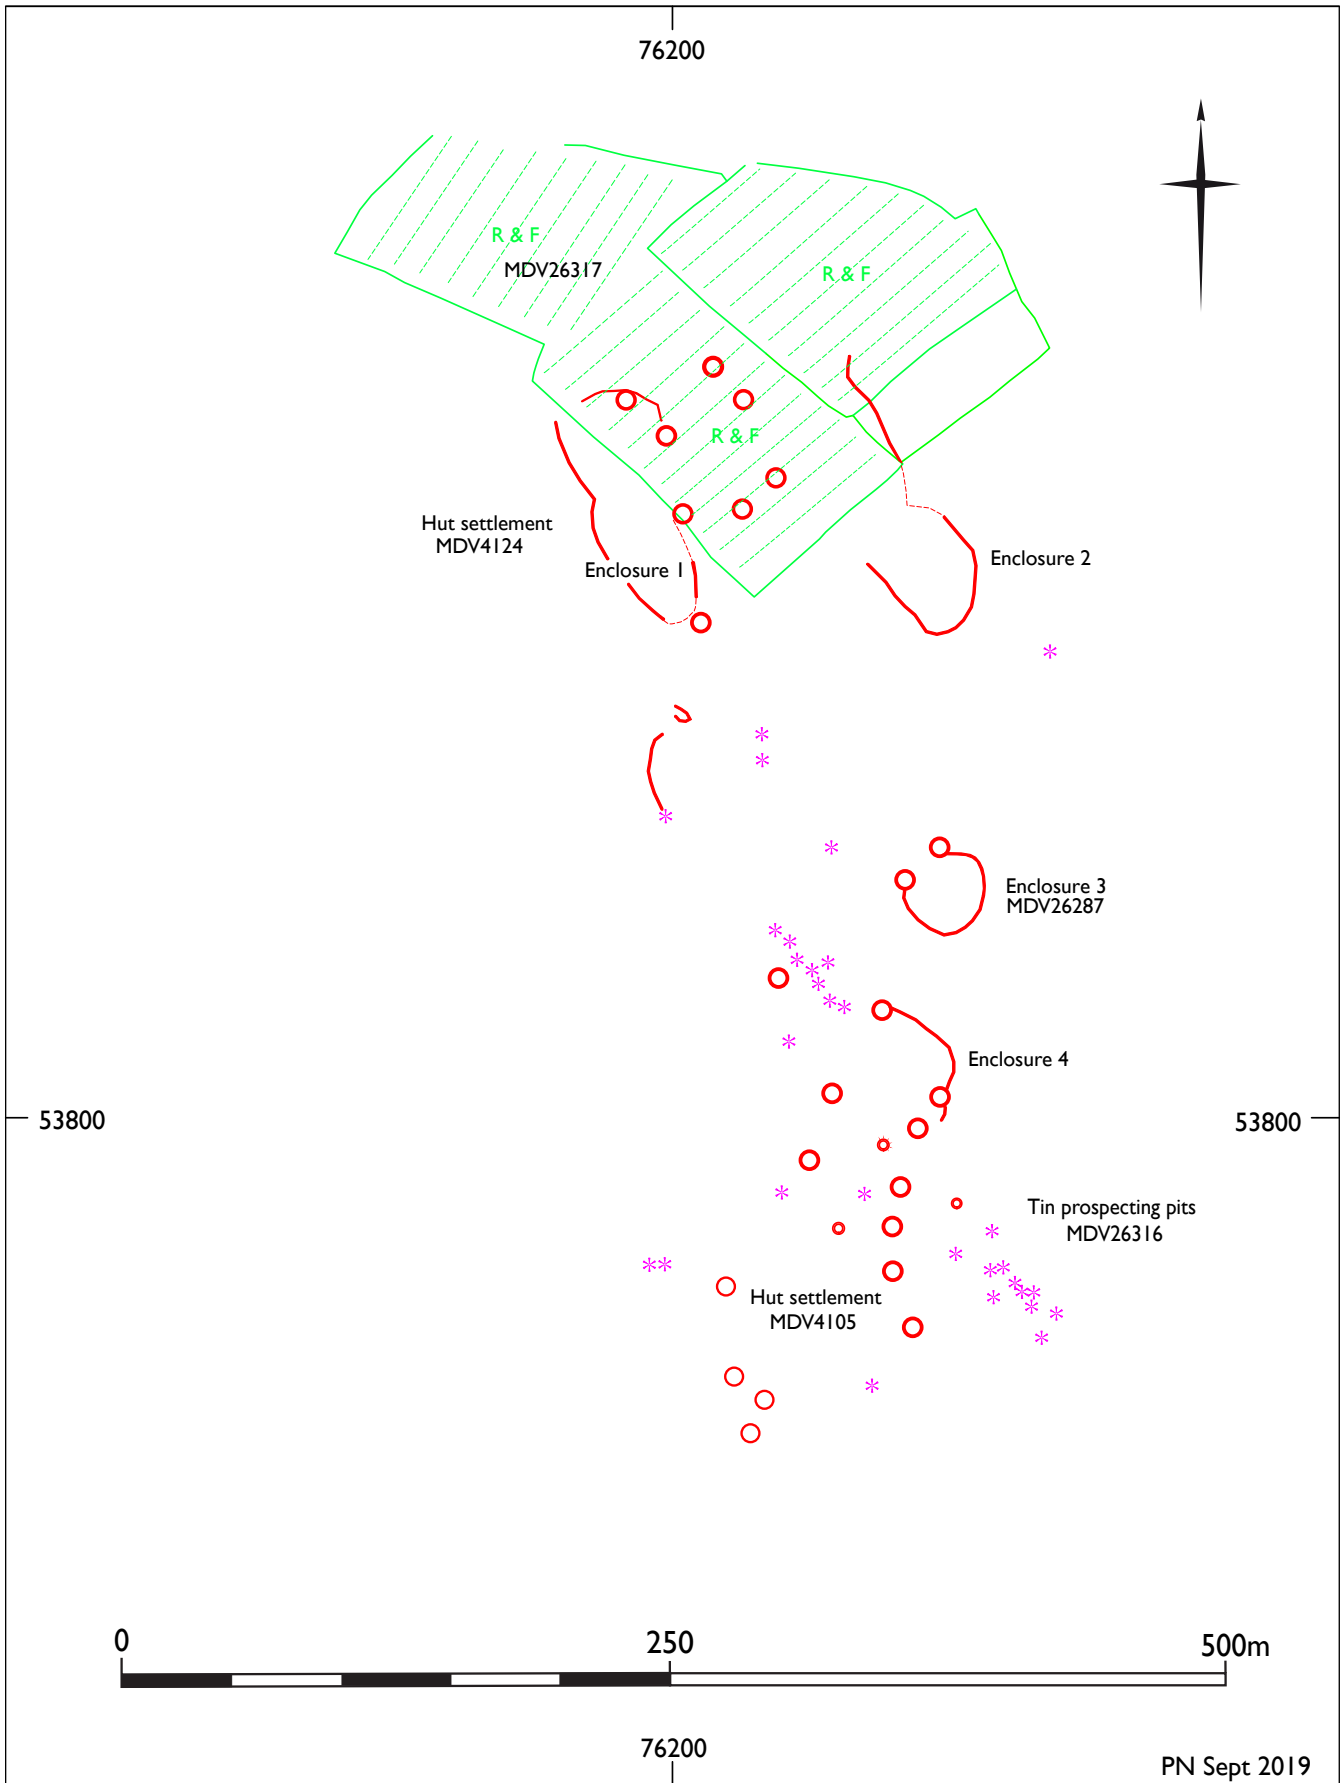 76200
R & F
MDV26317
R & F
R & F
Hut settlement
MDV4124
Enclosure 1
Enclosure 2
Enclosure 3
MDV26287
Enclosure 4
53800
53800
Tin prospecting pits
MDV26316
Hut settlement
MDV4105
0
250
500m
76200
PN Sept 2019